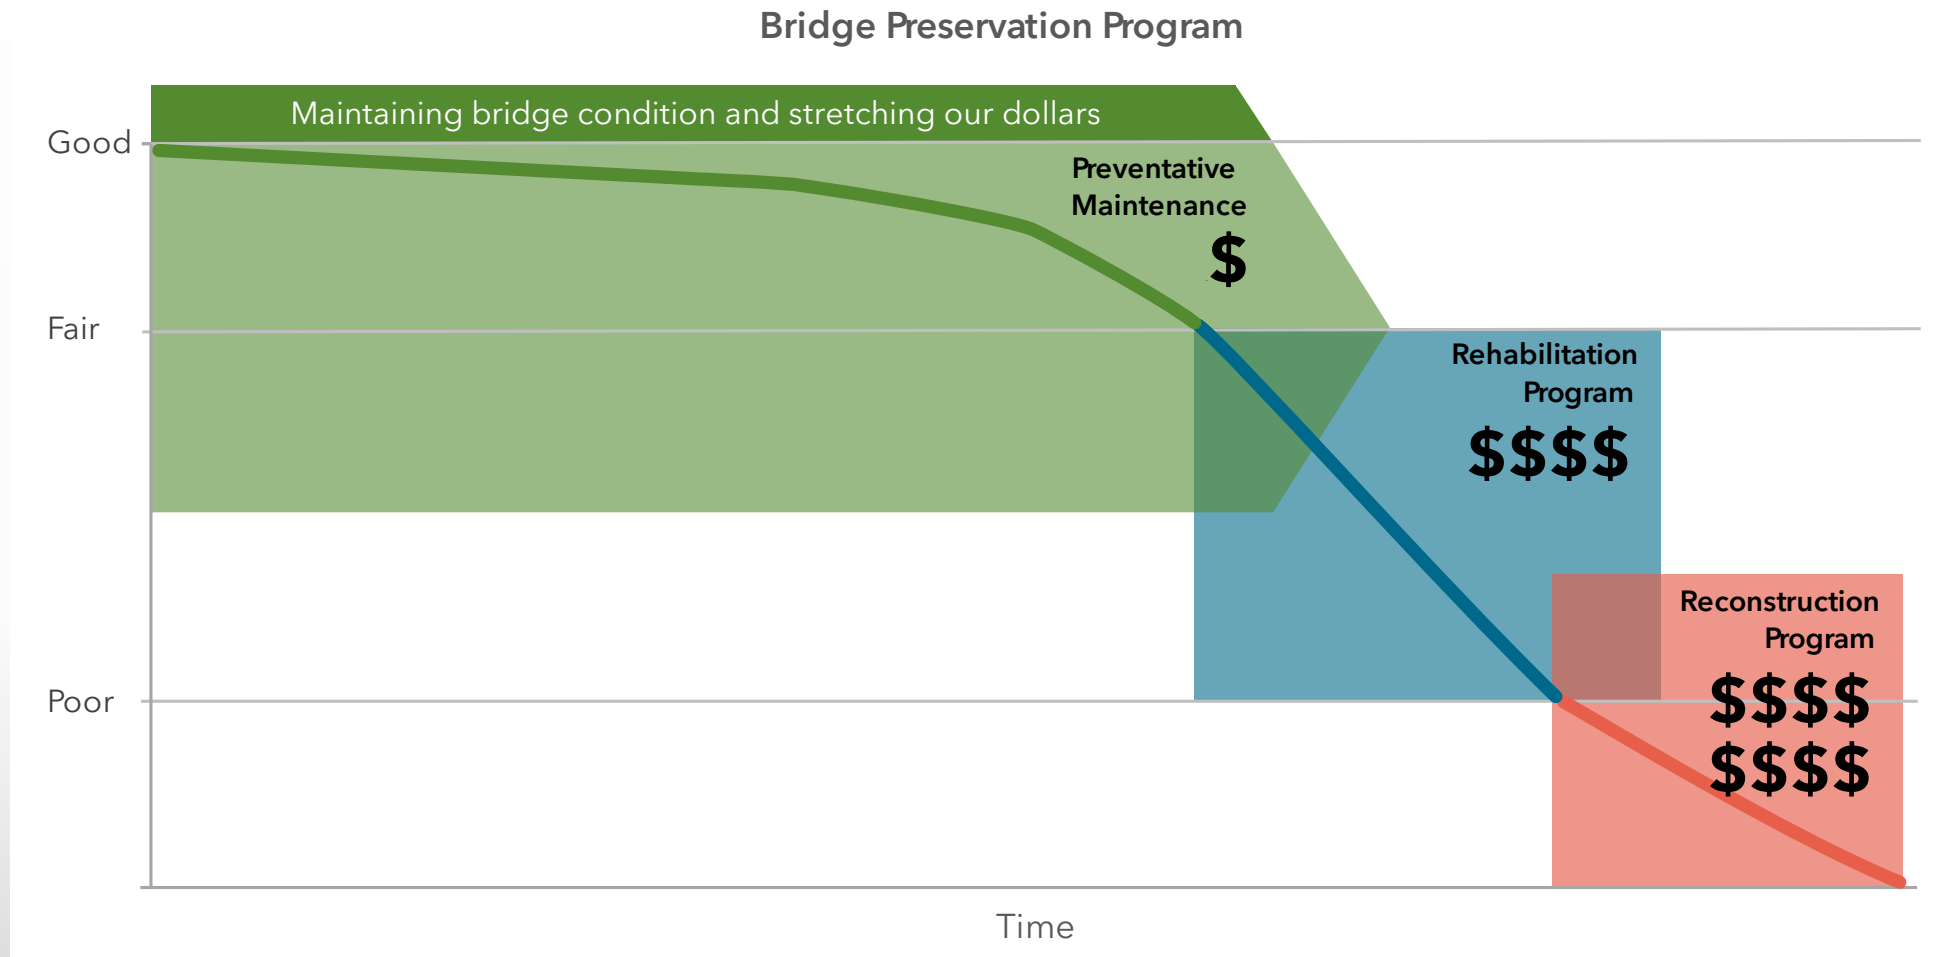 Bridge Preservation Program
Maintaining bridge condition and stretching our dollars
Good
Preventative
Maintenance
$
Fair
Rehabilitation
Program
$$$$
Reconstruction
Program
Poor
$$$$
$$$$
Time